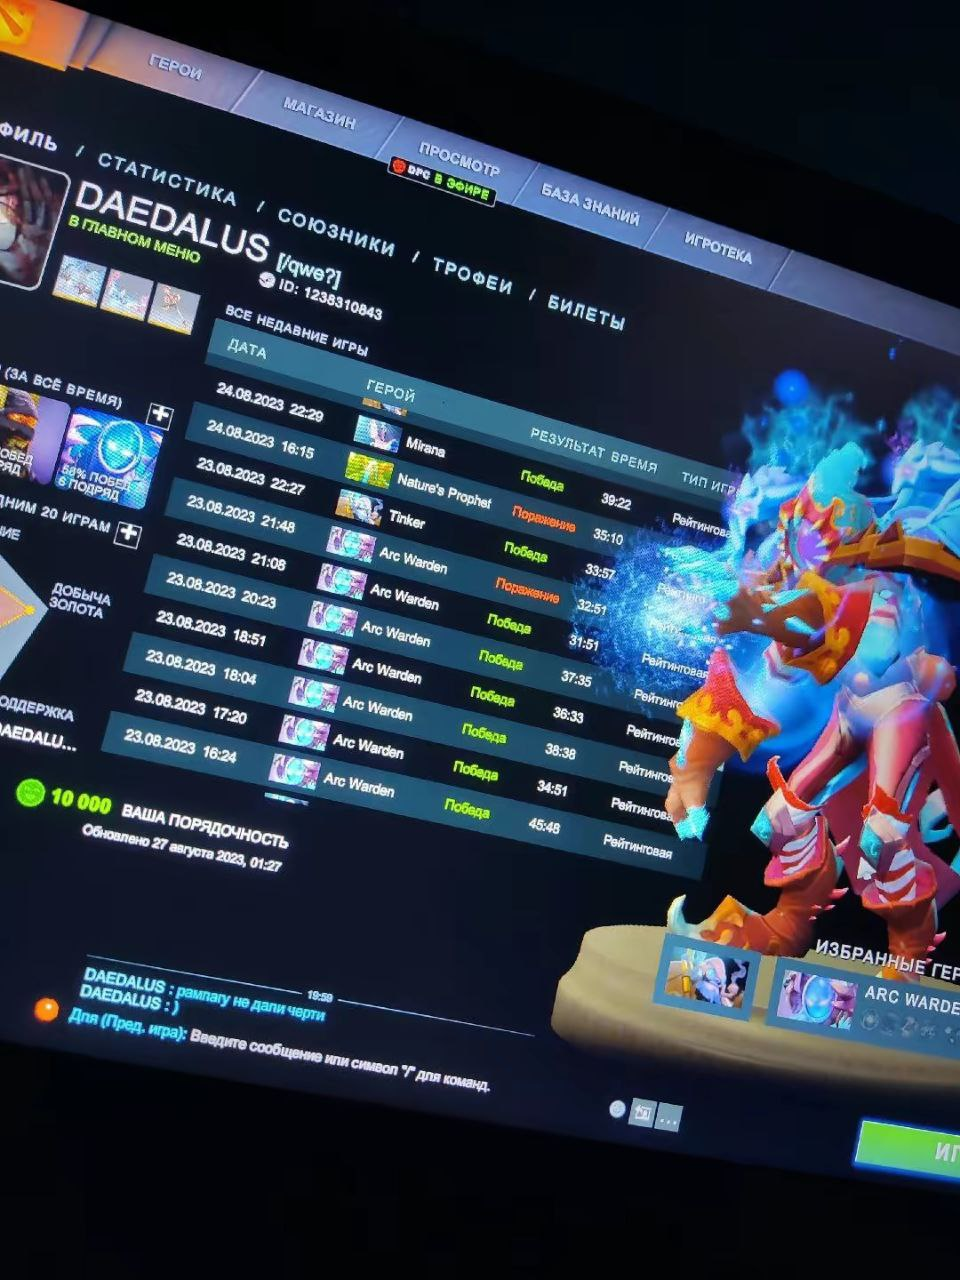 ГЕРОИ
МАГАЗИН
ПРОСМОТР
DPC В ЭФИРЕ
БАЗА ЗНАНИЙ
ИГРОТЕКА
ФИЛЬ / СТАТИСТИКА / СОЮЗНИКИ / ТРОФЕИ / БИЛЕТЫ
DAEDALUS [/qwe?]
В ГЛАВНОМ МЕНЮ
ID: 1238310843
ВСЕ НЕДАВНИЕ ИГРЫ
ДАТА ГЕРОЙ РЕЗУЛЬТАТ ВРЕМЯ ТИП ИГР
24.08.2023 22:29 Mirana Победа 39:22 Рейтингова
24.08.2023 16:15 Nature's Prophet Поражение 35:10
23.08.2023 22:27 Tinker Победа 33:57
23.08.2023 21:48 Arc Warden Поражение 32:51
23.08.2023 21:08 Arc Warden Победа 31:51 Рейтинговая
23.08.2023 20:23 Arc Warden Победа 37:35 Рейтинго
23.08.2023 18:51 Arc Warden Победа 36:33 Рейтингов
23.08.2023 18:04 Arc Warden Победа 38:38 Рейтингов
23.08.2023 17:20 Arc Warden Победа 34:51 Рейтингова
23.08.2023 16:24 Arc Warden Победа 45:48 Рейтинговая
(ЗА ВСЁ ВРЕМЯ)
56% ПОБЕД
6 ПОДРЯД
ДНИМ 20 ИГРАМ
НИЕ
ДОБЫЧА
ЗОЛОТА
ОДДЕРЖКА
DAEDALU...
10 000 ВАША ПОРЯДОЧНОСТЬ
Обновлено 27 августа 2023, 01:27
19:59
DAEDALUS : рампагу не дали черти
DAEDALUS : )
Для (Пред. игра): Введите сообщение или символ "/" для команд.
ИЗБРАННЫЕ ГЕР
ARC WARDE
ИГ